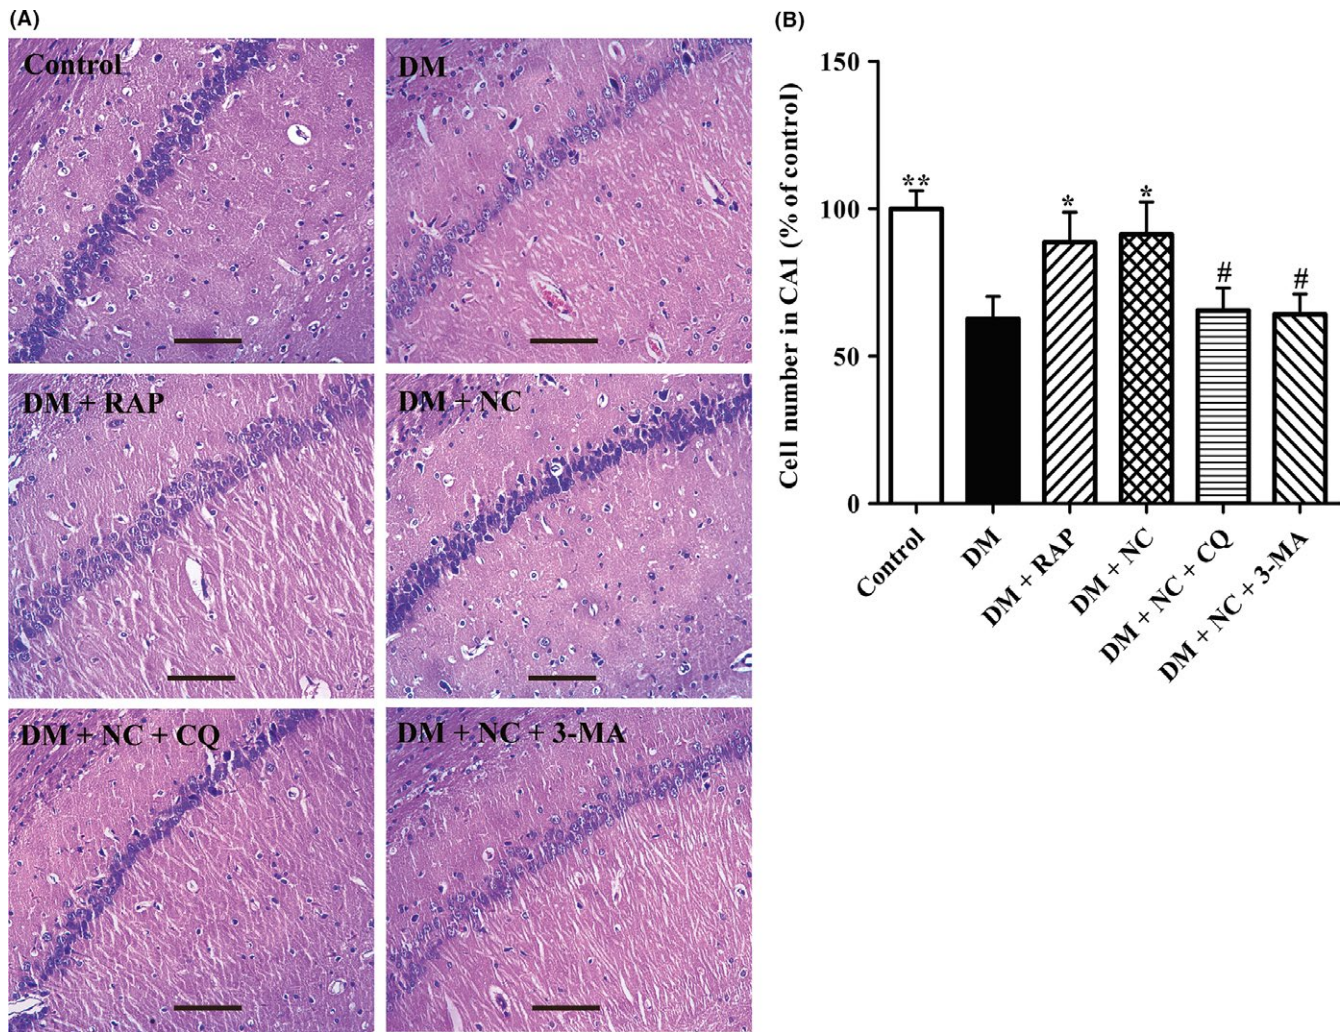 (A)
Control
DM
DM + RAP
DM + NC
DM + NC + CQ
DM + NC + 3-MA
(B)
Cell number in CA1 (% of control)
150
100
50
0
**
*
*
#
#
Control
DM
DM + RAP
DM + NC
DM + NC + CQ
DM + NC + 3-MA